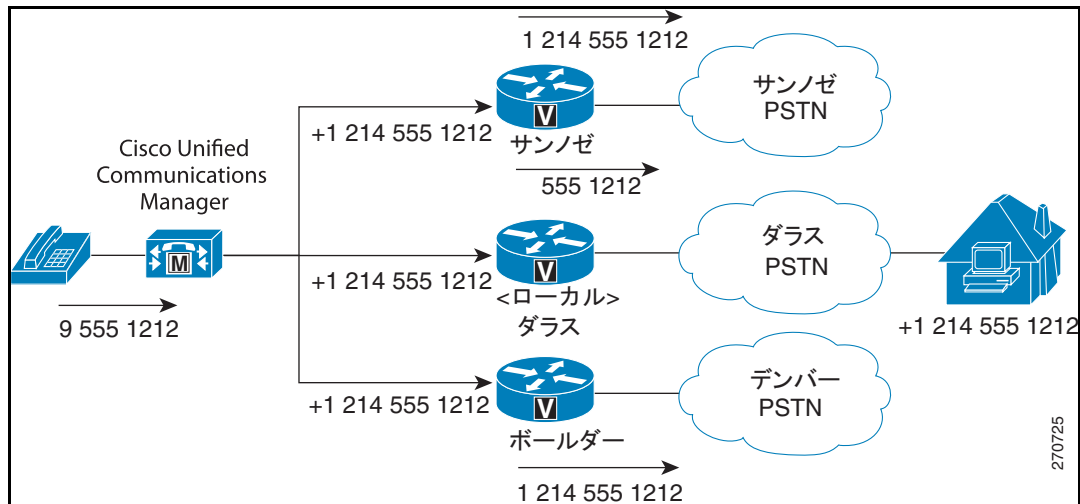 1 214 555 1212
サンノゼ
PSTN
+1 214 555 1212
V
サンノゼ
555 1212
Cisco Unified
Communications
Manager
M
9 555 1212
+1 214 555 1212
V
<ローカル>
ダラス
ダラス
PSTN
+1 214 555 1212
+1 214 555 1212
V
ボールダー
1 214 555 1212
デンバー
PSTN
270725